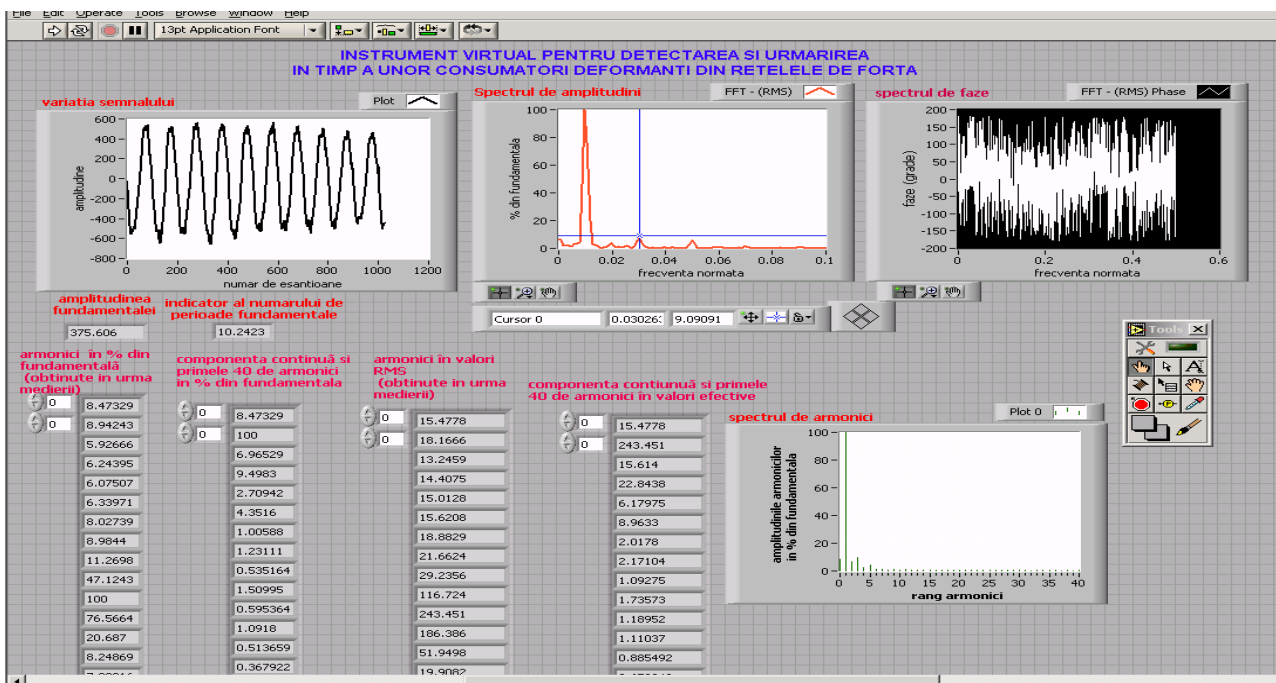 File Edit Operate Tools Browse Window Help
13pt Application Font
INSTRUMENT VIRTUAL PENTRU DETECTAREA SI URMARIREA
IN TIMP A UNOR CONSUMATORI DEFORMANTI DIN RETELELE DE FORTA
variatia semnalului
Plot
600
400
200
0
-200
-400
-600
-800
amplitudine
0 200 400 600 800 1000 1200
numar de esantioane
Spectrul de amplitudini
FFT - (RMS)
100
80
60
40
20
0
% din fundamentala
0 0.02 0.04 0.06 0.08 0.1
frecventa normata
Cursor 0 0.03026 9.09091
spectrul de faze
FFT - (RMS) Phase
200
150
100
50
0
-50
-100
-150
-200
faze (grade)
0 0.2 0.4 0.6
frecventa normata
amplitudinea
fundamentalei
375.606
indicator al numarului de
perioade fundamentale
10.2423
armonici în % din
fundamentală
(obtinute in urma
medierii)
0
0
8.47329
8.94243
5.92666
6.24395
6.07507
6.33971
8.02739
8.9844
11.2698
47.1243
100
76.5664
20.687
8.24869
componenta continuã si
primele 40 de armonici
in % din fundamentala
0
0
8.47329
100
6.96529
9.4983
2.70942
4.3516
1.00588
1.23111
0.535164
1.50995
0.595364
1.0918
0.513659
0.367922
armonici în valori
RMS
(obtinute in urma
medierii)
0
0
15.4778
18.1666
13.2459
14.4075
15.0128
15.6208
18.8829
21.6624
29.2356
116.724
243.451
186.386
51.9498
19.9082
componenta contiunuã si primele
40 de armonici în valori efective
0
0
15.4778
243.451
15.614
22.8438
6.17975
8.9633
2.0178
2.17104
1.09275
1.73573
1.18952
1.11037
0.885492
spectrul de armonici
Plot 0
100
80
60
40
20
0
amplitudinile armonicilor
in % din fundamentala
0 5 10 15 20 25 30 35 40
rang armonici
Tools